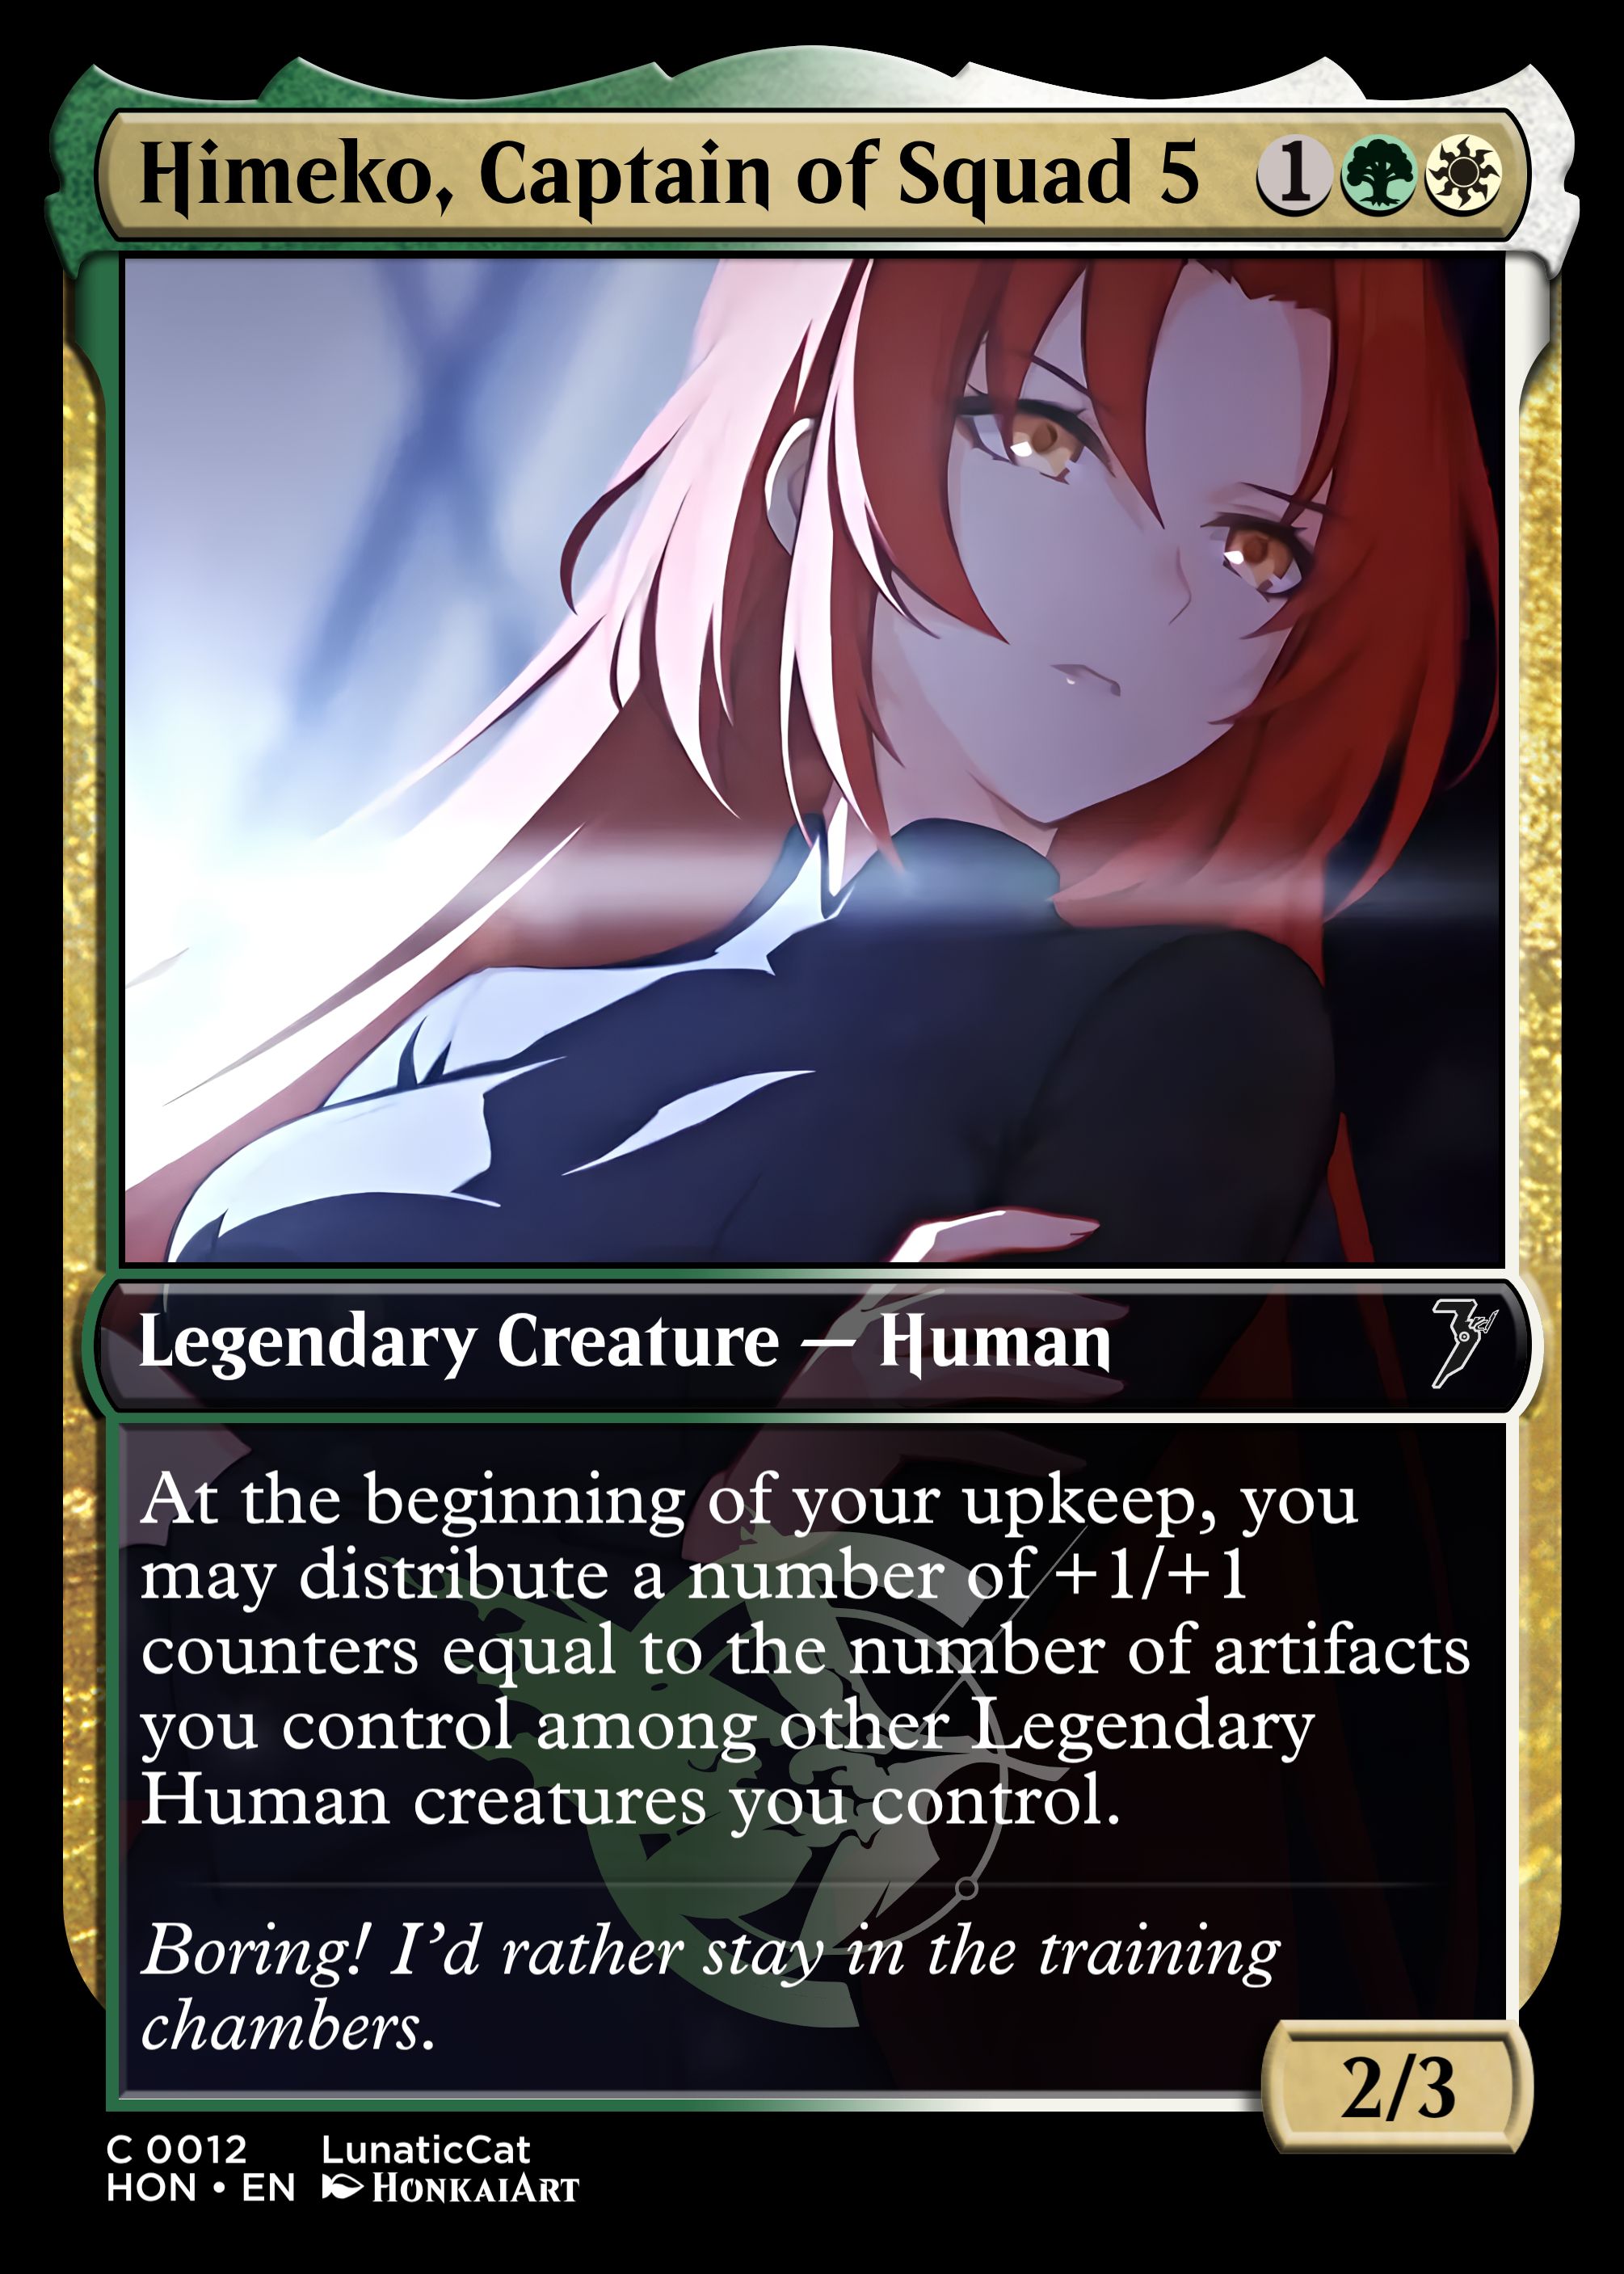 Himeko, Captain of Squad 5 1
Legendary Creature — Human
At the beginning of your upkeep, you
may distribute a number of +1/+1
counters equal to the number of artifacts
you control among other Legendary
Human creatures you control.
Boring! I’d rather stay in the training
chambers.
2/3
C 0012 LunaticCat
HON • EN HonkaiArt